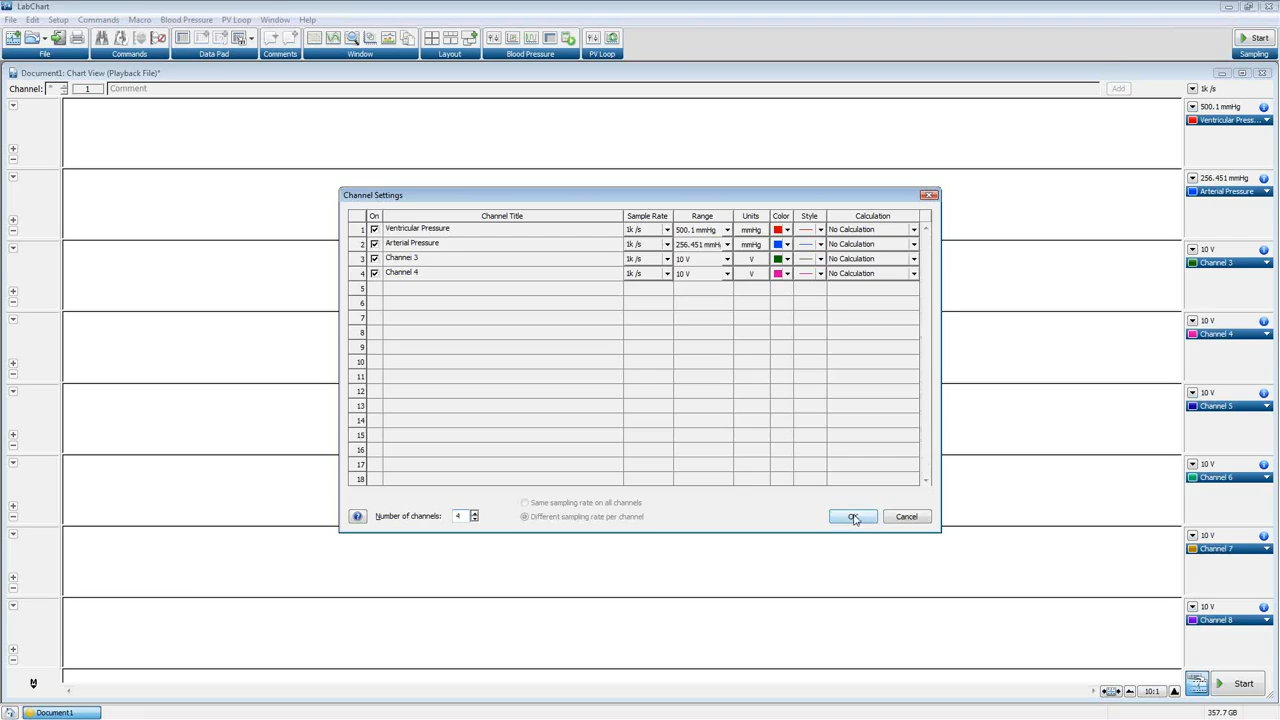 LabChart
File Edit Setup Commands Macro Blood Pressure PV Loop Window Help
Start
File Commands Data Pad Comments Window Layout Blood Pressure PV Loop Sampling
Document1: Chart View (Playback File)*
Channel: * 1 Comment Add 1k /s
500.1 mmHg
Ventricular Press...
256.451 mmHg
Arterial Pressure
10 V
Channel 3
10 V
Channel 4
10 V
Channel 5
10 V
Channel 6
10 V
Channel 7
10 V
Channel 8
Channel Settings
On Channel Title Sample Rate Range Units Color Style Calculation
1 Ventricular Pressure 1k /s 500.1 mmHg mmHg No Calculation
2 Arterial Pressure 1k /s 256.451 mmH mmHg No Calculation
3 Channel 3 1k /s 10 V V No Calculation
4 Channel 4 1k /s 10 V V No Calculation
5
6
7
8
9
10
11
12
13
14
15
16
17
18
Same sampling rate on all channels
Number of channels: 4 Different sampling rate per channel OK Cancel
M 10:1 Start
Document1 357.7 GB